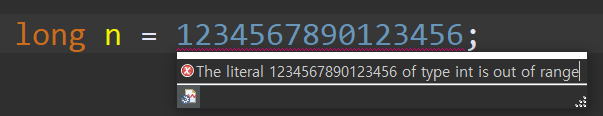 long n = 1234567890123456;
The literal 1234567890123456 of type int is out of range